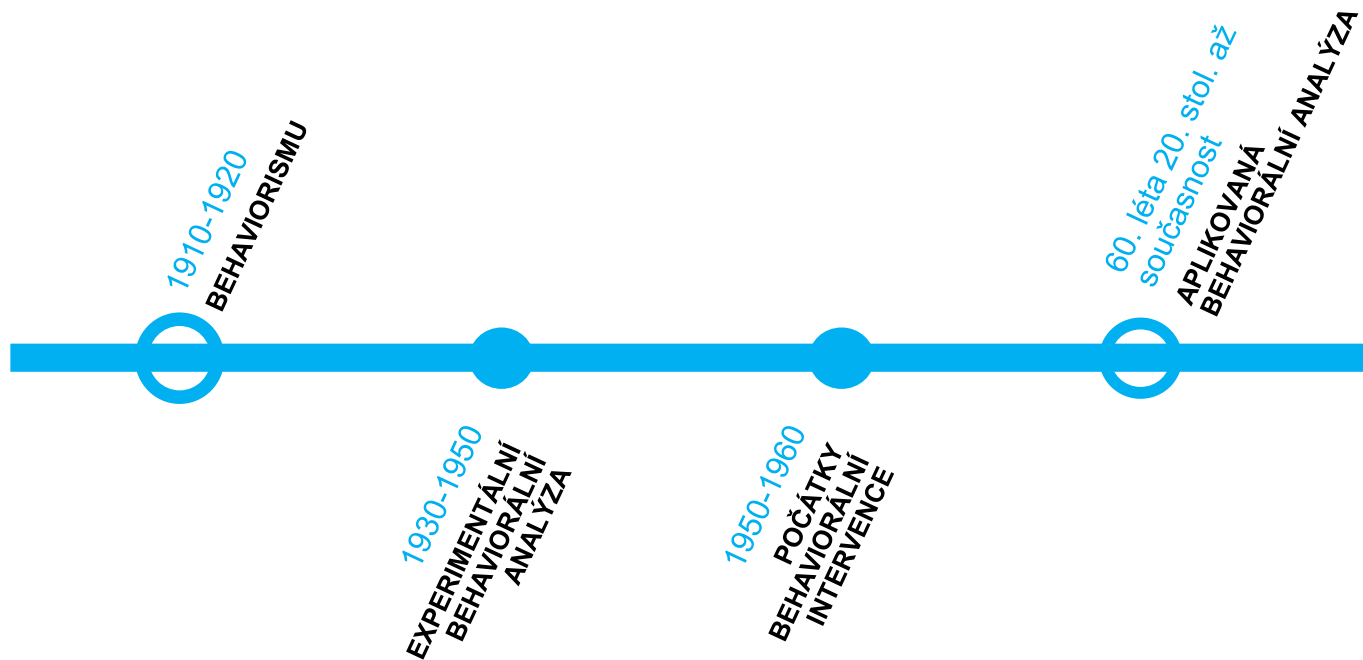 1910-1920
BEHAVIORISMU
1930-1950
EXPERIMENTÁLNÍ
BEHAVIORÁLNÍ
ANALÝZA
1950-1960
POČÁTKY
BEHAVIORÁLNÍ
INTERVENCE
60. léta 20. stol. až
současnost
APLIKOVANÁ
BEHAVIORÁLNÍ ANALÝZA